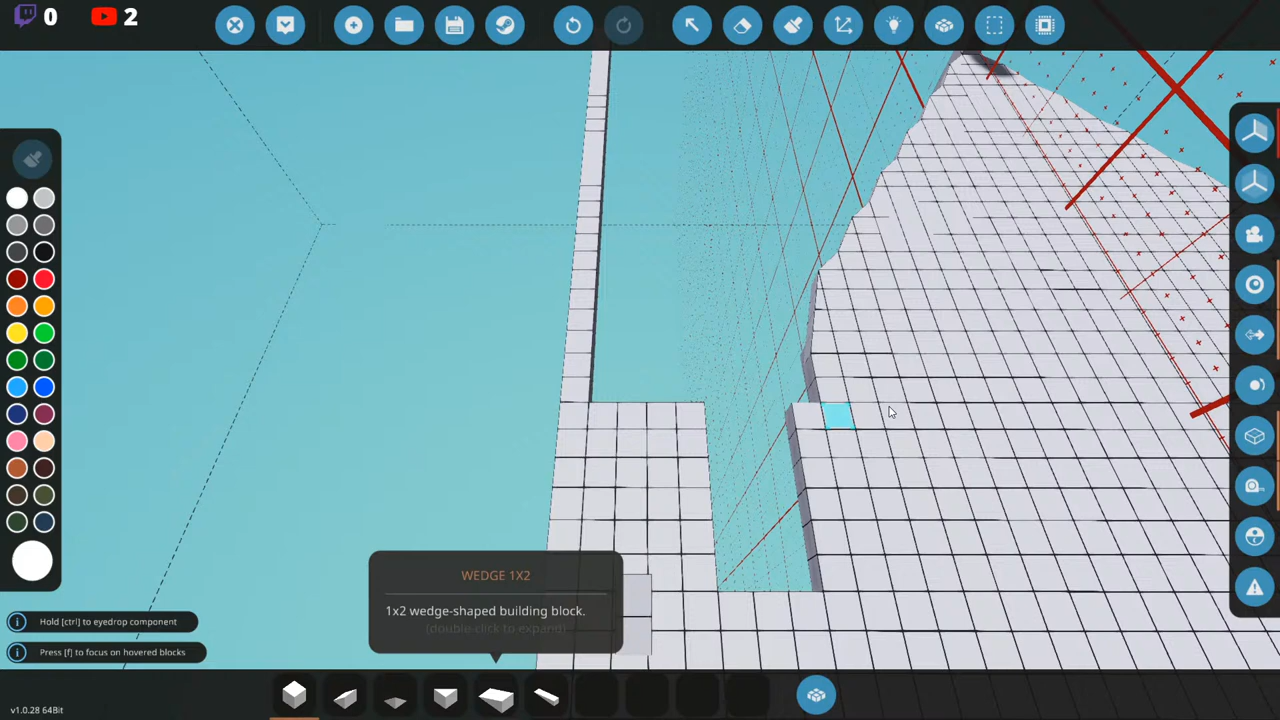 0
2
WEDGE 1X2
1x2 wedge-shaped building block.
(double-click to expand)
Hold [ctrl] to eyedrop component
Press [f] to focus on hovered blocks
v1.0.28 64Bit